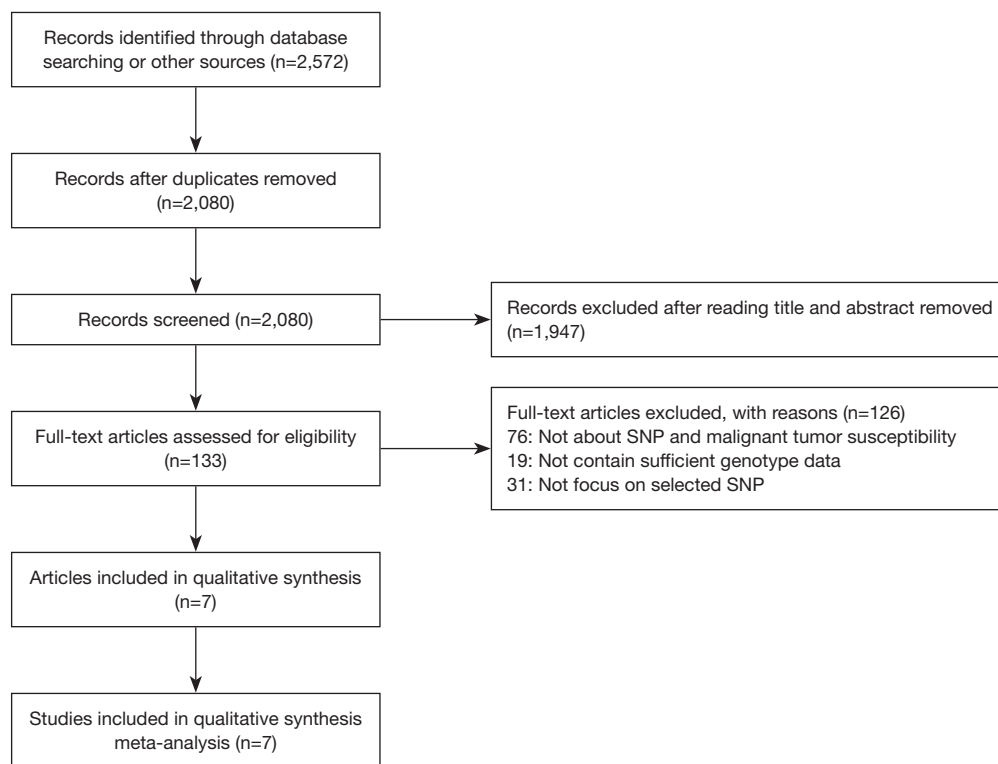 Records identified through database
searching or other sources (n=2,572)
Records after duplicates removed
(n=2,080)
Records screened (n=2,080)
Records excluded after reading title and abstract removed
(n=1,947)
Full-text articles assessed for eligibility
(n=133)
Full-text articles excluded, with reasons (n=126)
76: Not about SNP and malignant tumor susceptibility
19: Not contain sufficient genotype data
31: Not focus on selected SNP
Articles included in qualitative synthesis
(n=7)
Studies included in qualitative synthesis
meta-analysis (n=7)